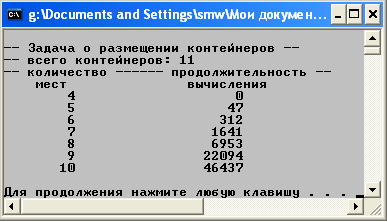 g:\Documents and Settings\smw\Мои докумен...
-- Задача о размещении контейнеров --
-- всего контейнеров: 11
-- количество ------ продолжительность --
мест вычисления
4 0
5 47
6 312
7 1641
8 6953
9 22094
10 46437
Для продолжения нажмите любую клавишу . . .